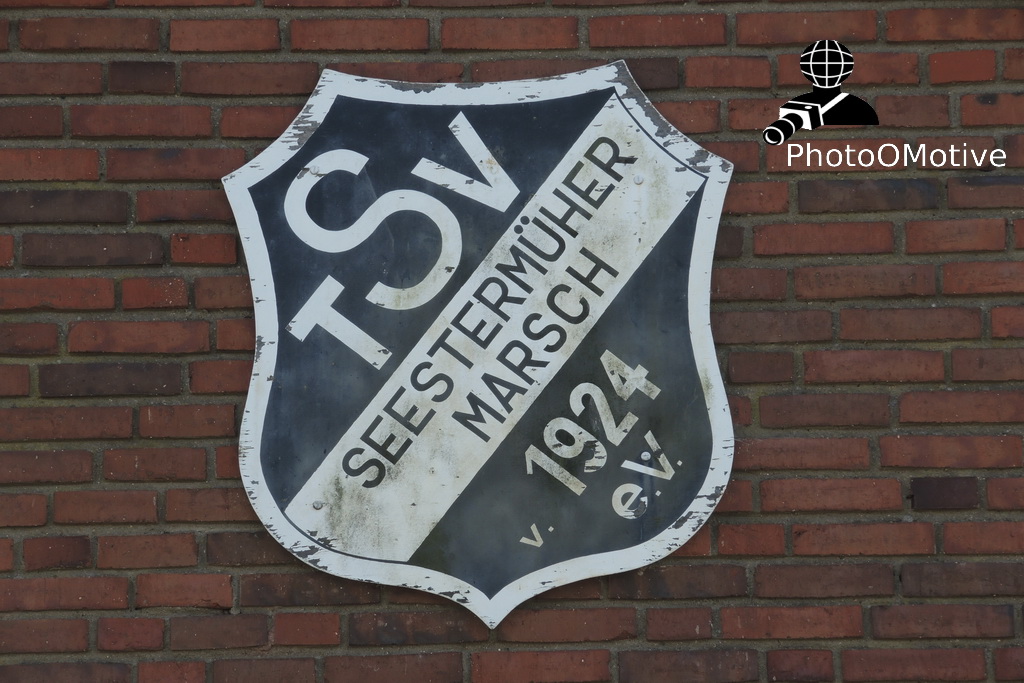 TSV
SEESTERMÜHER
MARSCH
v. 1924
e.V.
PhotoOMotive